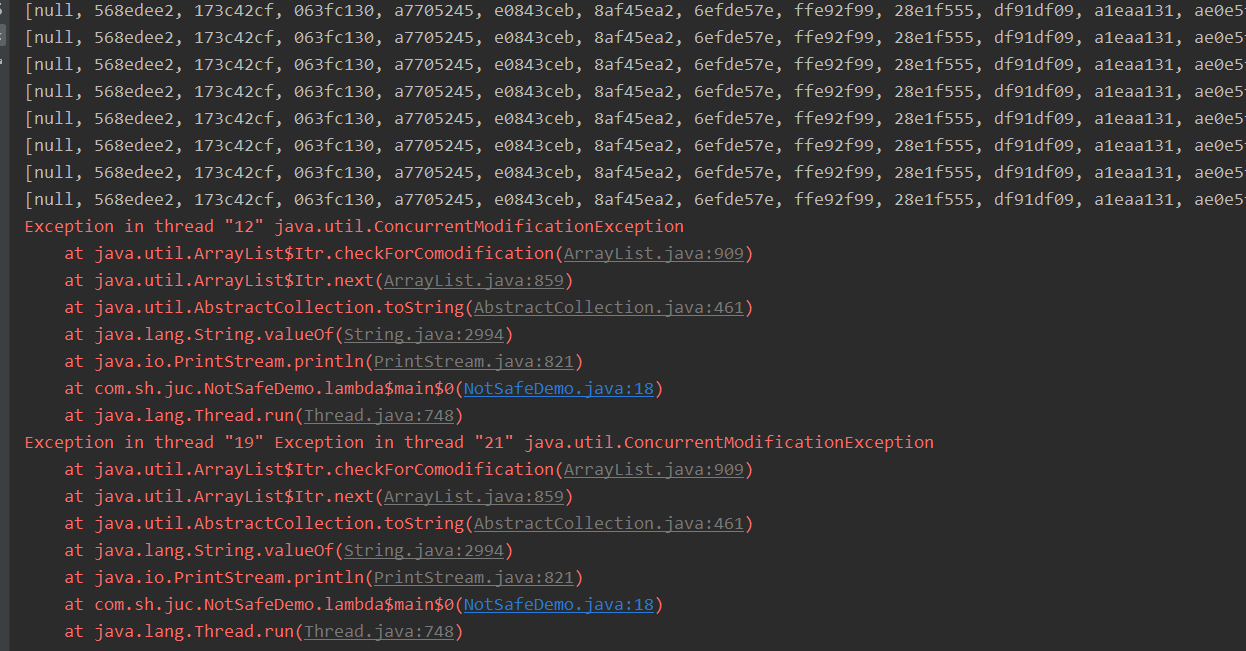 [null, 568edee2, 173c42cf, 063fc130, a7705245, e0843ceb, 8af45ea2, 6efde57e, ffe92f99, 28e1f555, df91df09, a1eaa131, ae0e5
[null, 568edee2, 173c42cf, 063fc130, a7705245, e0843ceb, 8af45ea2, 6efde57e, ffe92f99, 28e1f555, df91df09, a1eaa131, ae0e5
[null, 568edee2, 173c42cf, 063fc130, a7705245, e0843ceb, 8af45ea2, 6efde57e, ffe92f99, 28e1f555, df91df09, a1eaa131, ae0e5
[null, 568edee2, 173c42cf, 063fc130, a7705245, e0843ceb, 8af45ea2, 6efde57e, ffe92f99, 28e1f555, df91df09, a1eaa131, ae0e5
[null, 568edee2, 173c42cf, 063fc130, a7705245, e0843ceb, 8af45ea2, 6efde57e, ffe92f99, 28e1f555, df91df09, a1eaa131, ae0e5
[null, 568edee2, 173c42cf, 063fc130, a7705245, e0843ceb, 8af45ea2, 6efde57e, ffe92f99, 28e1f555, df91df09, a1eaa131, ae0e5
[null, 568edee2, 173c42cf, 063fc130, a7705245, e0843ceb, 8af45ea2, 6efde57e, ffe92f99, 28e1f555, df91df09, a1eaa131, ae0e5
[null, 568edee2, 173c42cf, 063fc130, a7705245, e0843ceb, 8af45ea2, 6efde57e, ffe92f99, 28e1f555, df91df09, a1eaa131, ae0e5
Exception in thread "12" java.util.ConcurrentModificationException
    at java.util.ArrayList$Itr.checkForComodification(ArrayList.java:909)
    at java.util.ArrayList$Itr.next(ArrayList.java:859)
    at java.util.AbstractCollection.toString(AbstractCollection.java:461)
    at java.lang.String.valueOf(String.java:2994)
    at java.io.PrintStream.println(PrintStream.java:821)
    at com.sh.juc.NotSafeDemo.lambda$main$0(NotSafeDemo.java:18)
    at java.lang.Thread.run(Thread.java:748)
Exception in thread "19" Exception in thread "21" java.util.ConcurrentModificationException
    at java.util.ArrayList$Itr.checkForComodification(ArrayList.java:909)
    at java.util.ArrayList$Itr.next(ArrayList.java:859)
    at java.util.AbstractCollection.toString(AbstractCollection.java:461)
    at java.lang.String.valueOf(String.java:2994)
    at java.io.PrintStream.println(PrintStream.java:821)
    at com.sh.juc.NotSafeDemo.lambda$main$0(NotSafeDemo.java:18)
    at java.lang.Thread.run(Thread.java:748)